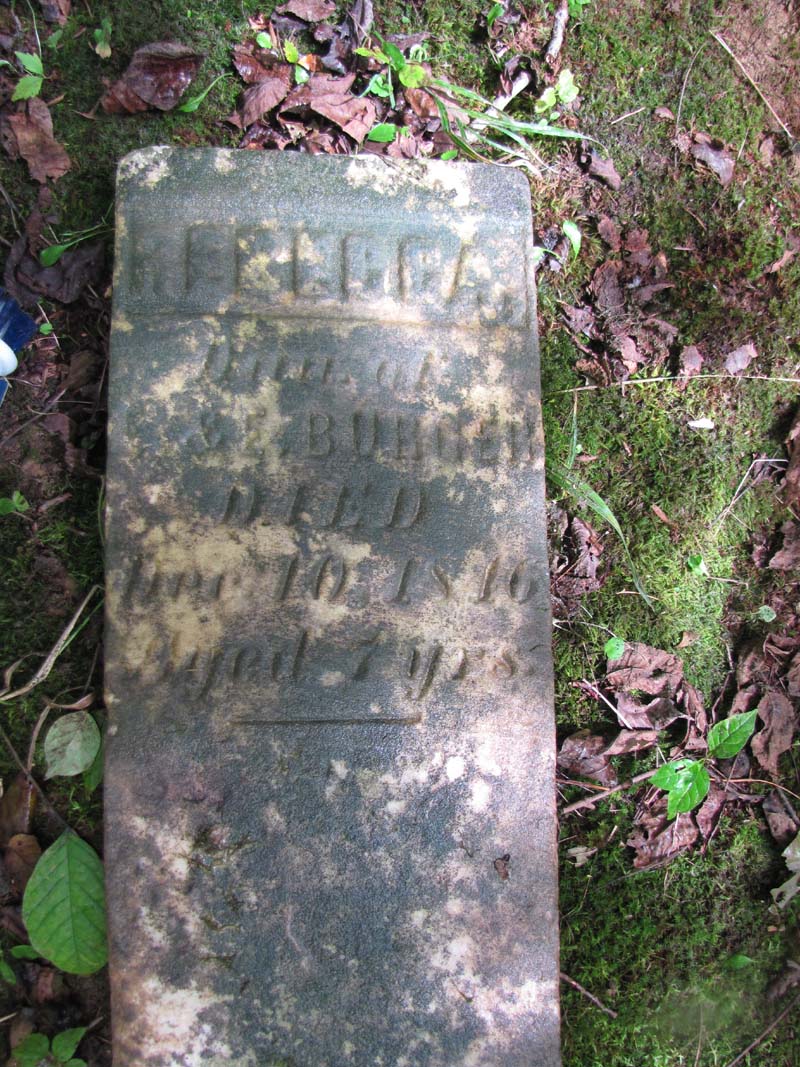 REBECCA,
Dau. of
& E. BURGER
DIED
Dec 10, 1846
Aged 7 yrs.